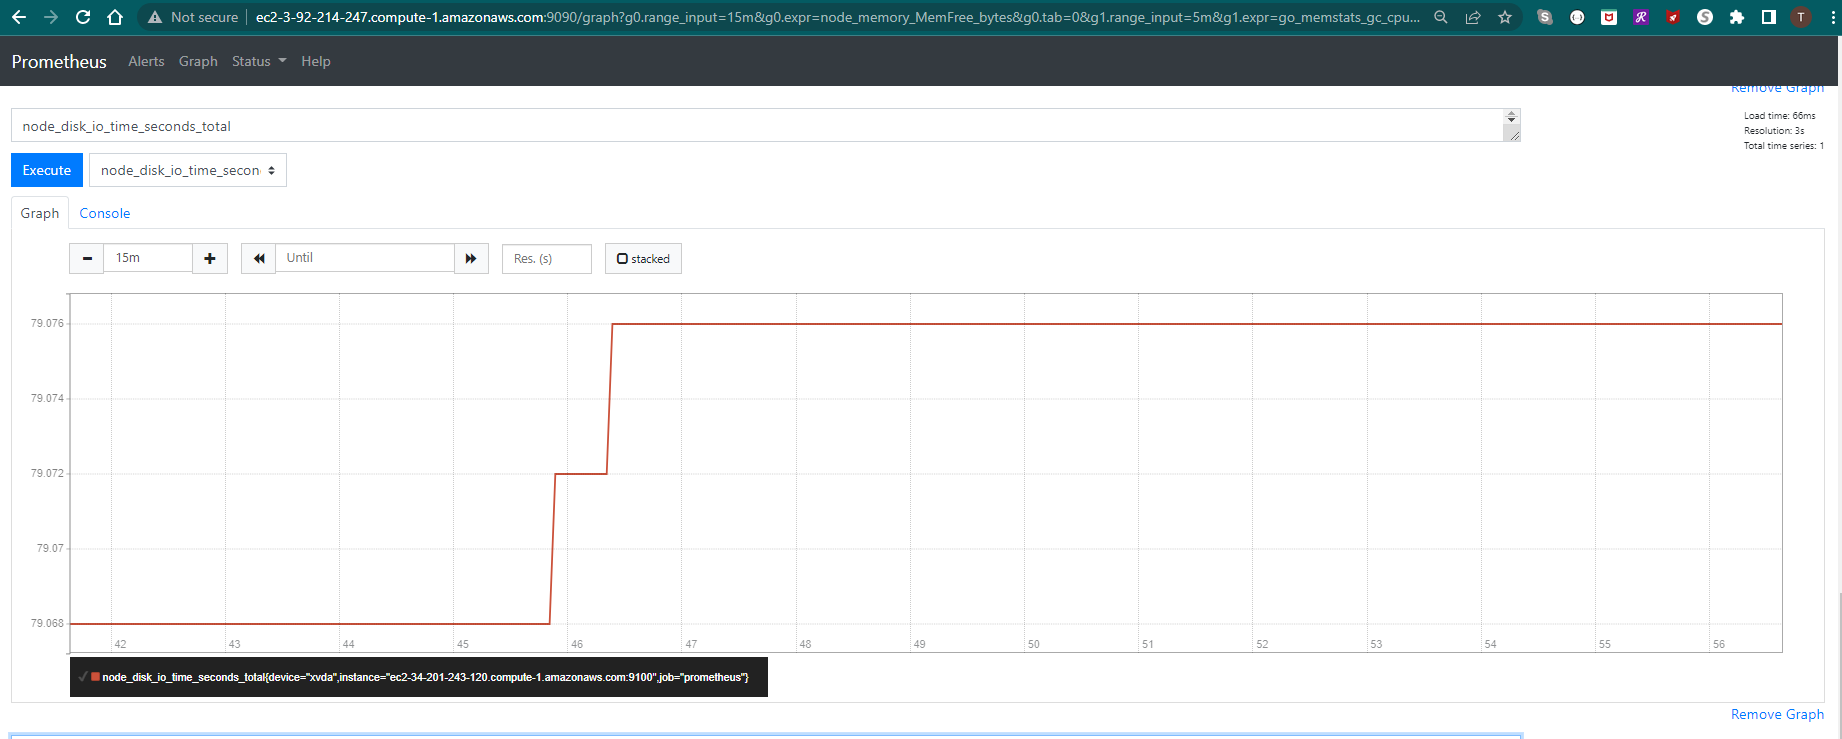 Not secure ec2-3-92-214-247.compute-1.amazonaws.com:9090/graph?g0.range_input=15m&g0.expr=node_memory_MemFree_bytes&g0.tab=0&g1.range_input=5m&g1.expr=go_memstats_gc_cpu... T
Prometheus Alerts Graph Status Help
Remove Graph
node_disk_io_time_seconds_total
Load time: 66ms
Resolution: 3s
Total time series: 1
Execute node_disk_io_time_secon
Graph Console
15m Until Res. (s) stacked
79.076
79.074
79.072
79.07
79.068
42 43 44 45 46 47 48 49 50 51 52 53 54 55 56
node_disk_io_time_seconds_total{device="xvda",instance="ec2-34-201-243-120.compute-1.amazonaws.com:9100",job="prometheus"}
Remove Graph